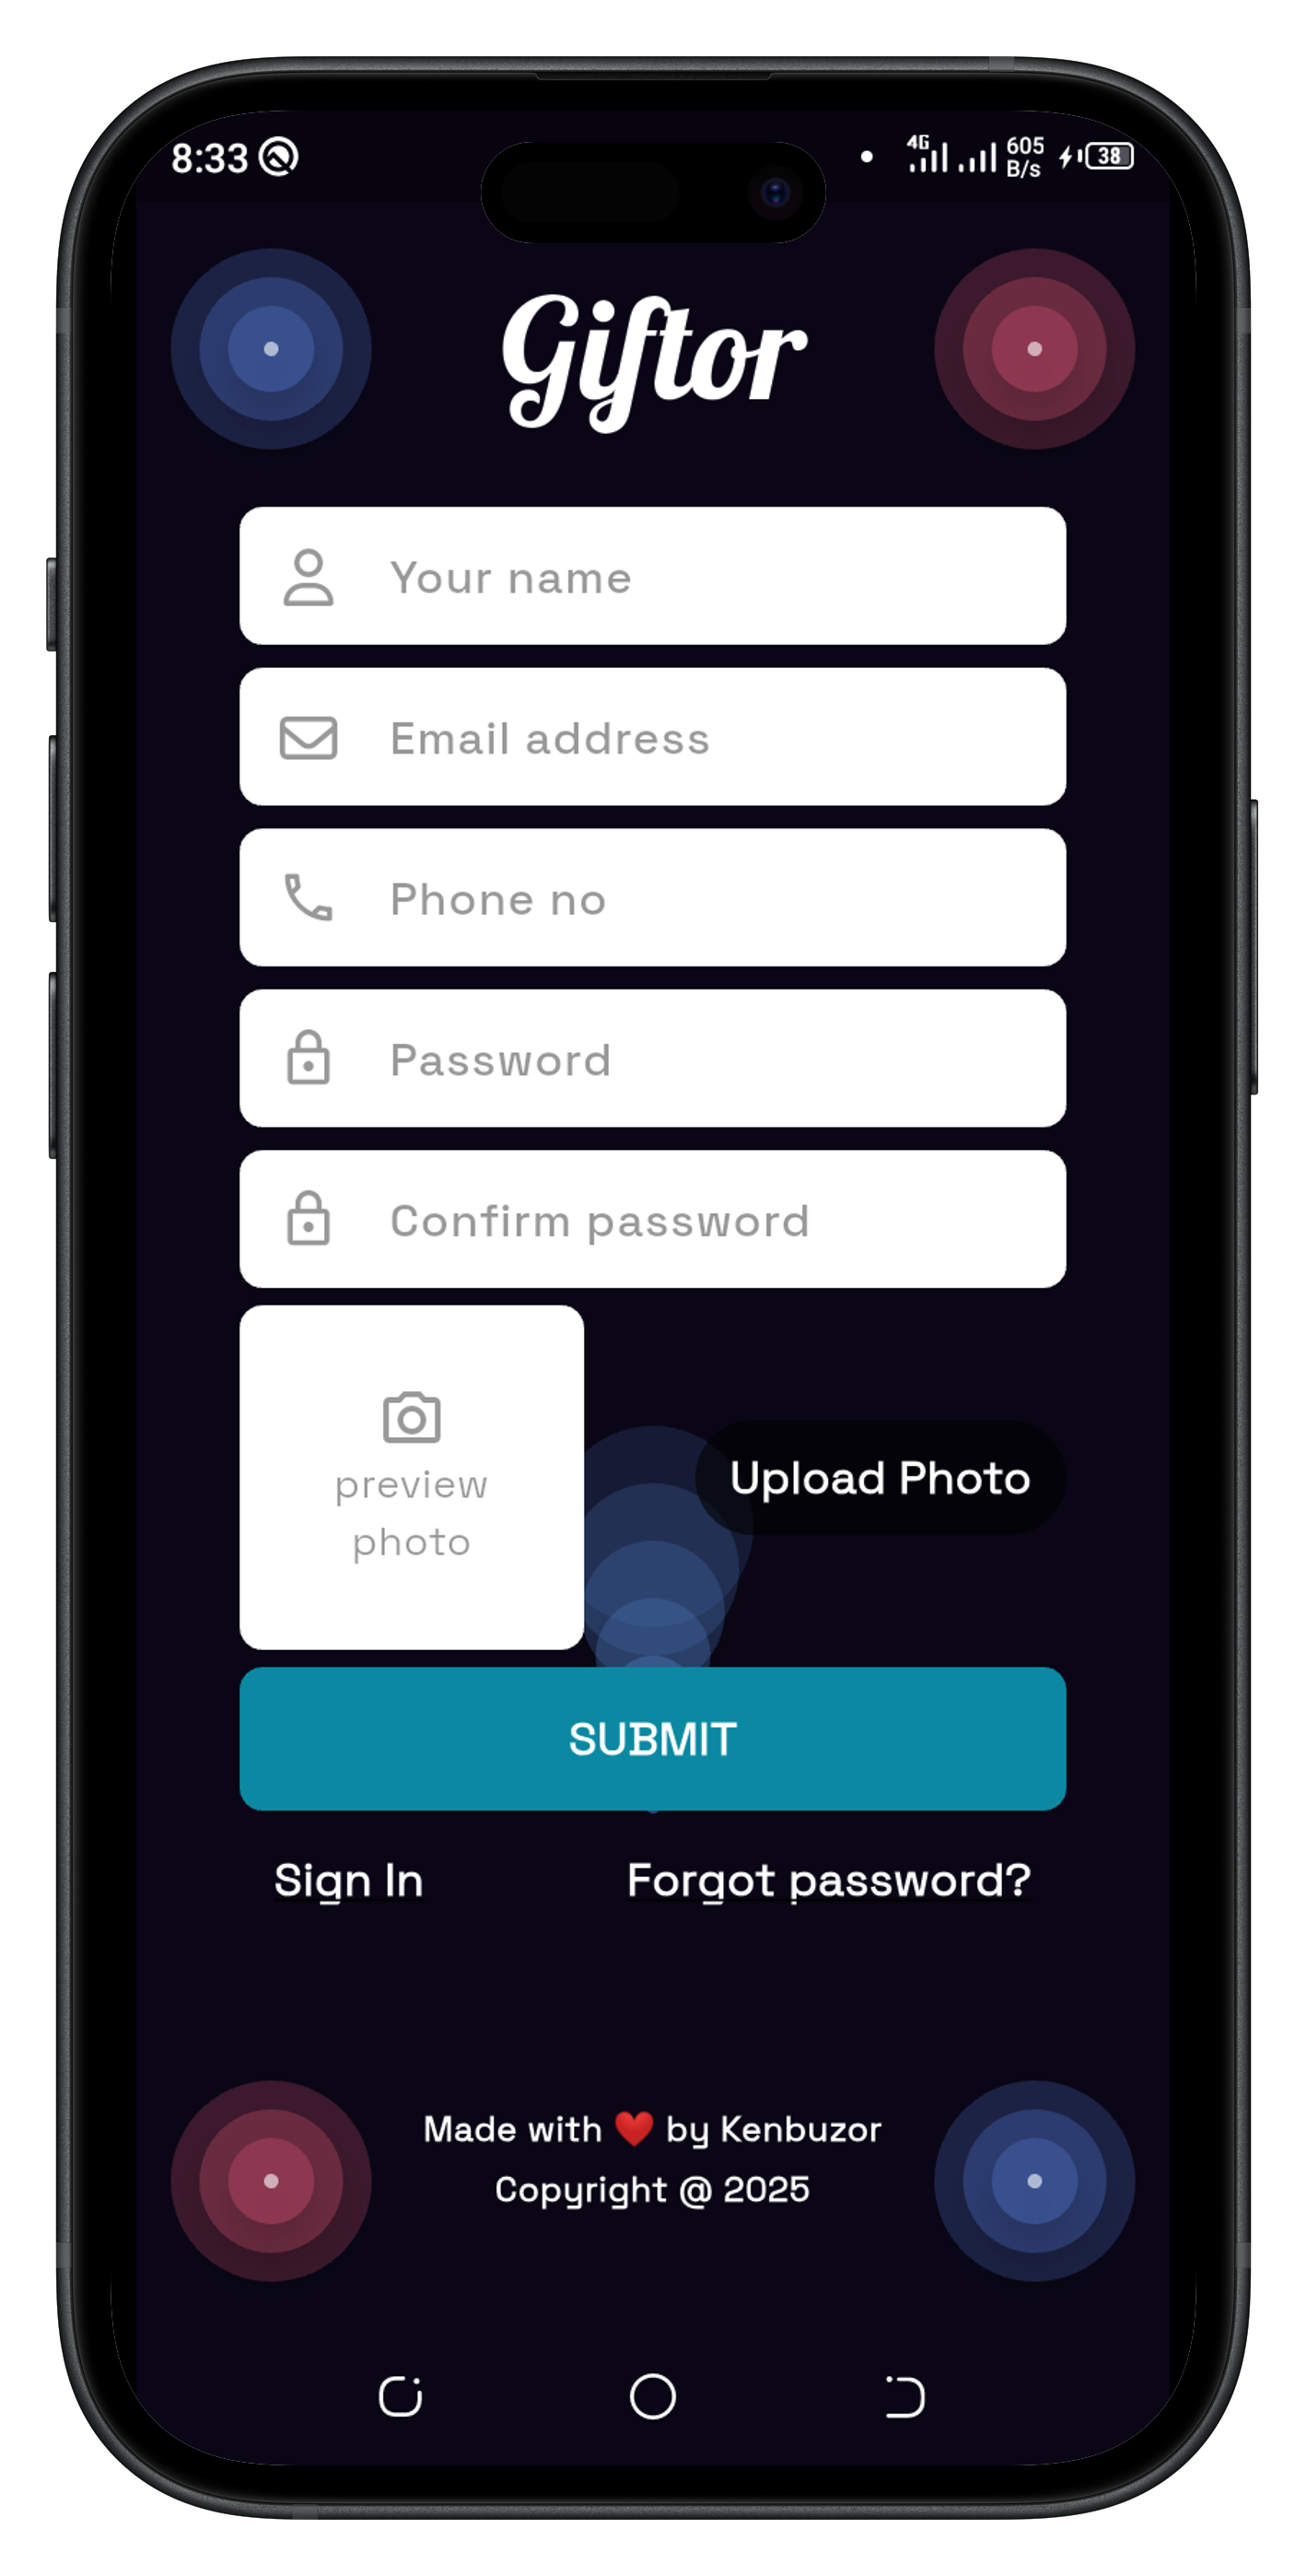 8:33 4G 605 B/s 38
Giftor
Your name
Email address
Phone no
Password
Confirm password
preview
photo
Upload Photo
SUBMIT
Sign In Forgot password?
Made with ❤️ by Kenbuzor
Copyright @ 2025